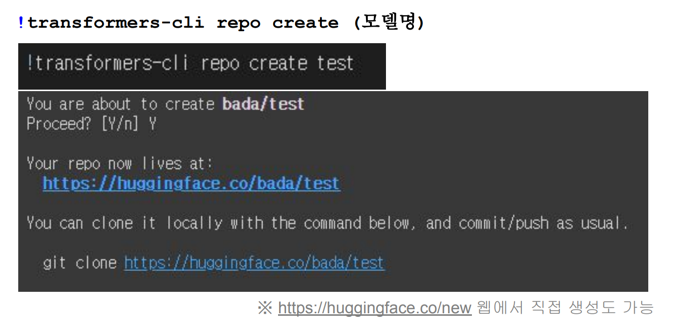 !transformers-cli repo create (모델명)
!transformers-cli repo create test
You are about to create bada/test
Proceed? [Y/n] Y
Your repo now lives at:
https://huggingface.co/bada/test
You can clone it locally with the command below, and commit/push as usual.
git clone https://huggingface.co/bada/test
※ https://huggingface.co/new 웹에서 직접 생성도 가능